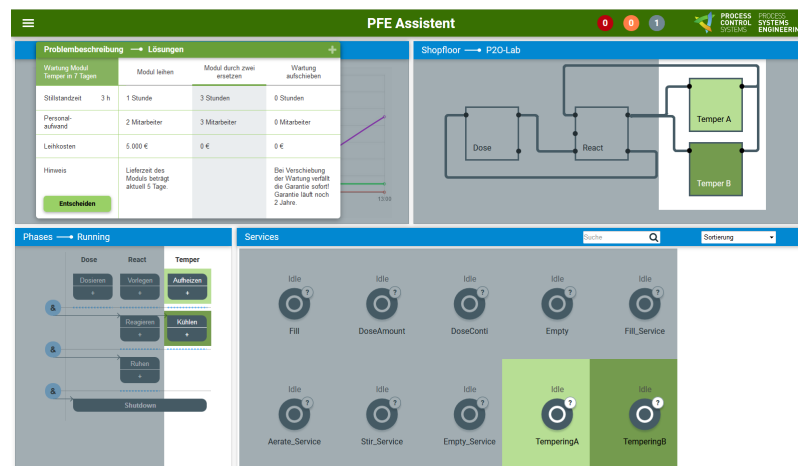 PFE Assistent
0 0 1
PROCESS CONTROL SYSTEMS
PROCESS SYSTEMS ENGINEERIN
Problembeschreibung Lösungen +
Wartung Modul Temper in 7 Tagen
Modul leihen
Modul durch zwei ersetzen
Wartung aufschieben
Stillstandzeit 3 h
1 Stunde
3 Stunden
0 Stunden
Personal-
aufwand
2 Mitarbeiter
3 Mitarbeiter
0 Mitarbeiter
Leihkosten
5.000 €
0 €
0 €
Hinweis
Lieferzeit des
Moduls beträgt
aktuell 5 Tage.
Bei Verschiebung
der Wartung verfällt
die Garantie sofort!
Garantie läuft noch
2 Jahre.
Entscheiden
13:00
Shopfloor P2O-Lab
Dose
React
Temper A
Temper B
Phases Running
Dose React Temper
Dosieren
+
Vorlegen
+
Aufheizen
+
&
Reagieren
+
Kühlen
+
&
Ruhen
+
&
Shutdown
Services
Suche
Sortierung
Idle Idle Idle Idle Idle
? ? ? ? ?
Fill DoseAmount DoseConti Empty Fill_Service
Idle Idle Idle Idle Idle
? ? ? ? ?
Aerate_Service Stir_Service Empty_Service TemperingA TemperingB